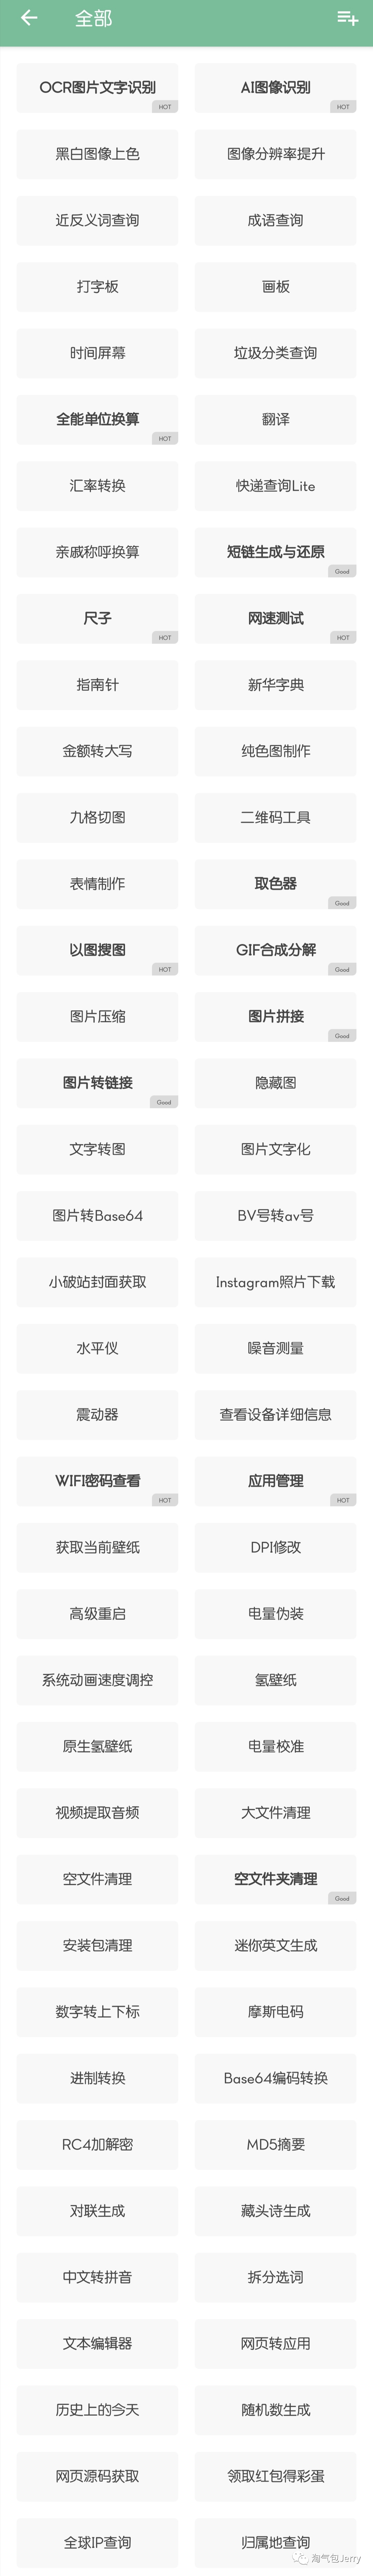 全部
OCR图片文字识别
HOT
AI图像识别
HOT
黑白图像上色
图像分辨率提升
近反义词查询
成语查询
打字板
画板
时间屏幕
垃圾分类查询
全能单位换算
HOT
翻译
汇率转换
快递查询Lite
亲戚称呼换算
短链生成与还原
Good
尺子
HOT
网速测试
HOT
指南针
新华字典
金额转大写
纯色图制作
九格切图
二维码工具
表情制作
取色器
Good
以图搜图
HOT
GIF合成分解
Good
图片压缩
图片拼接
Good
图片转链接
Good
隐藏图
文字转图
图片文字化
图片转Base64
BV号转av号
小破站封面获取
Instagram照片下载
水平仪
噪音测量
震动器
查看设备详细信息
WIFI密码查看
HOT
应用管理
HOT
获取当前壁纸
DPI修改
高级重启
电量伪装
系统动画速度调控
氢壁纸
原生氢壁纸
电量校准
视频提取音频
大文件清理
空文件清理
空文件夹清理
Good
安装包清理
迷你英文生成
数字转上下标
摩斯电码
进制转换
Base64编码转换
RC4加解密
MD5摘要
对联生成
藏头诗生成
中文转拼音
拆分选词
文本编辑器
网页转应用
历史上的今天
随机数生成
网页源码获取
领取红包得彩蛋
全球IP查询
归属地查询
淘气包Jerry